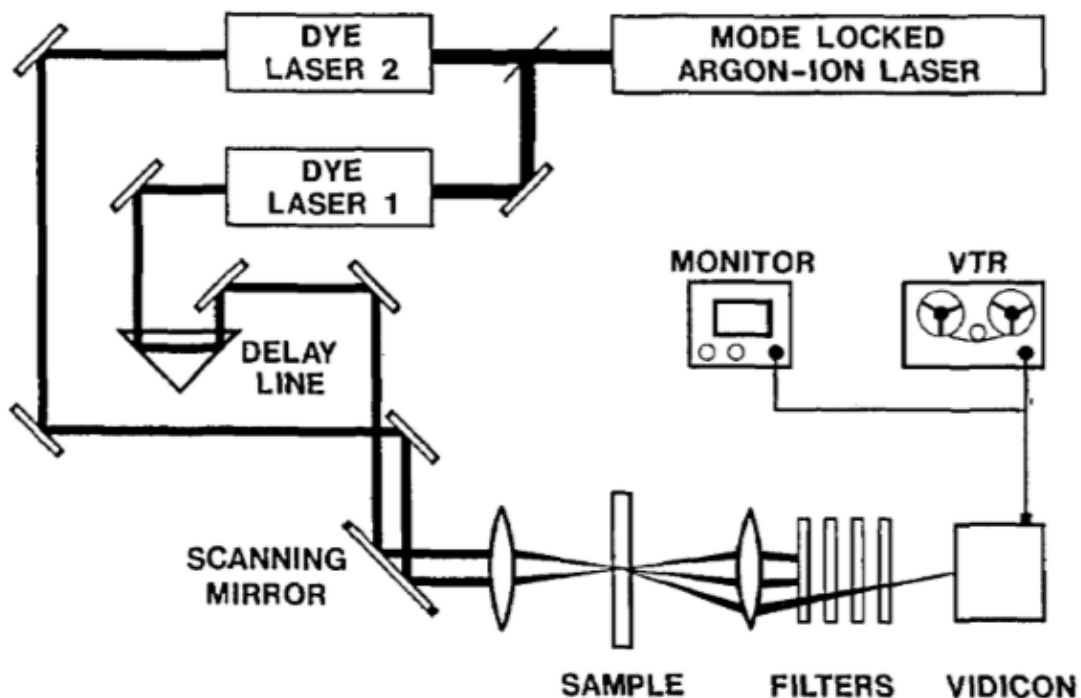 DYE
LASER 2
MODE LOCKED
ARGON-ION LASER
DYE
LASER 1
MONITOR
VTR
DELAY
LINE
SCANNING
MIRROR
SAMPLE
FILTERS
VIDICON